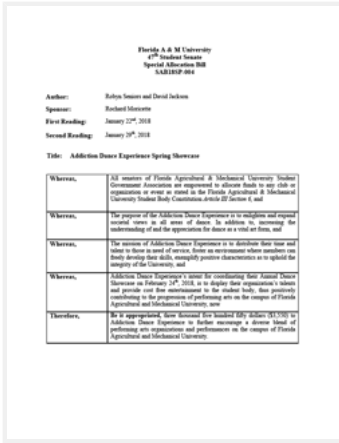 Florida A & M University
47th Student Senate
Special Allocation Bill
SAB18SP-004
Author: Robyn Seniors and David Jackson
Sponsor: Rochard Moricette
First Reading: January 22nd, 2018
Second Reading: January 29th, 2018
Title: Addiction Dance Experience Spring Showcase
Whereas, All senators of Florida Agricultural & Mechanical University Student
Government Association are empowered to allocate funds to any club or
organization or event as stated in the Florida Agricultural & Mechanical
University Student Body Constitution Article III Section 6, and
Whereas, The purpose of the Addiction Dance Experience is to enlighten and expand
societal views in all areas of dance. In addition to, increasing the
understanding of and the appreciation for dance as a vital art form, and
Whereas, The mission of Addiction Dance Experience is to distribute their time and
talent to those in need of service, foster an environment where members can
freely develop their skills, exemplify positive characteristics as to uphold the
integrity of the University, and
Whereas, Addiction Dance Experience's intent for coordinating their Annual Dance
Showcase on February 24th, 2018, is to display their organization's talents
and provide cost free entertainment to the student body, thus positively
contributing to the progression of performing arts on the campus of Florida
Agricultural and Mechanical University, now
Therefore, Be it appropriated, three thousand five hundred fifty dollars ($3,550) to
Addiction Dance Experience to further encourage a diverse blend of
performing arts organizations and performances on the campus of Florida
Agricultural and Mechanical University.